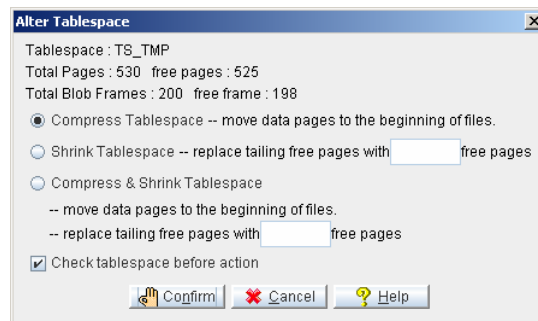 Alter Tablespace
Tablespace : TS_TMP
Total Pages : 530 free pages : 525
Total Blob Frames : 200 free frame : 198
Compress Tablespace -- move data pages to the beginning of files.
Shrink Tablespace -- replace tailing free pages with free pages
Compress & Shrink Tablespace
-- move data pages to the beginning of files.
-- replace tailing free pages with free pages
Check tablespace before action
Confirm Cancel Help